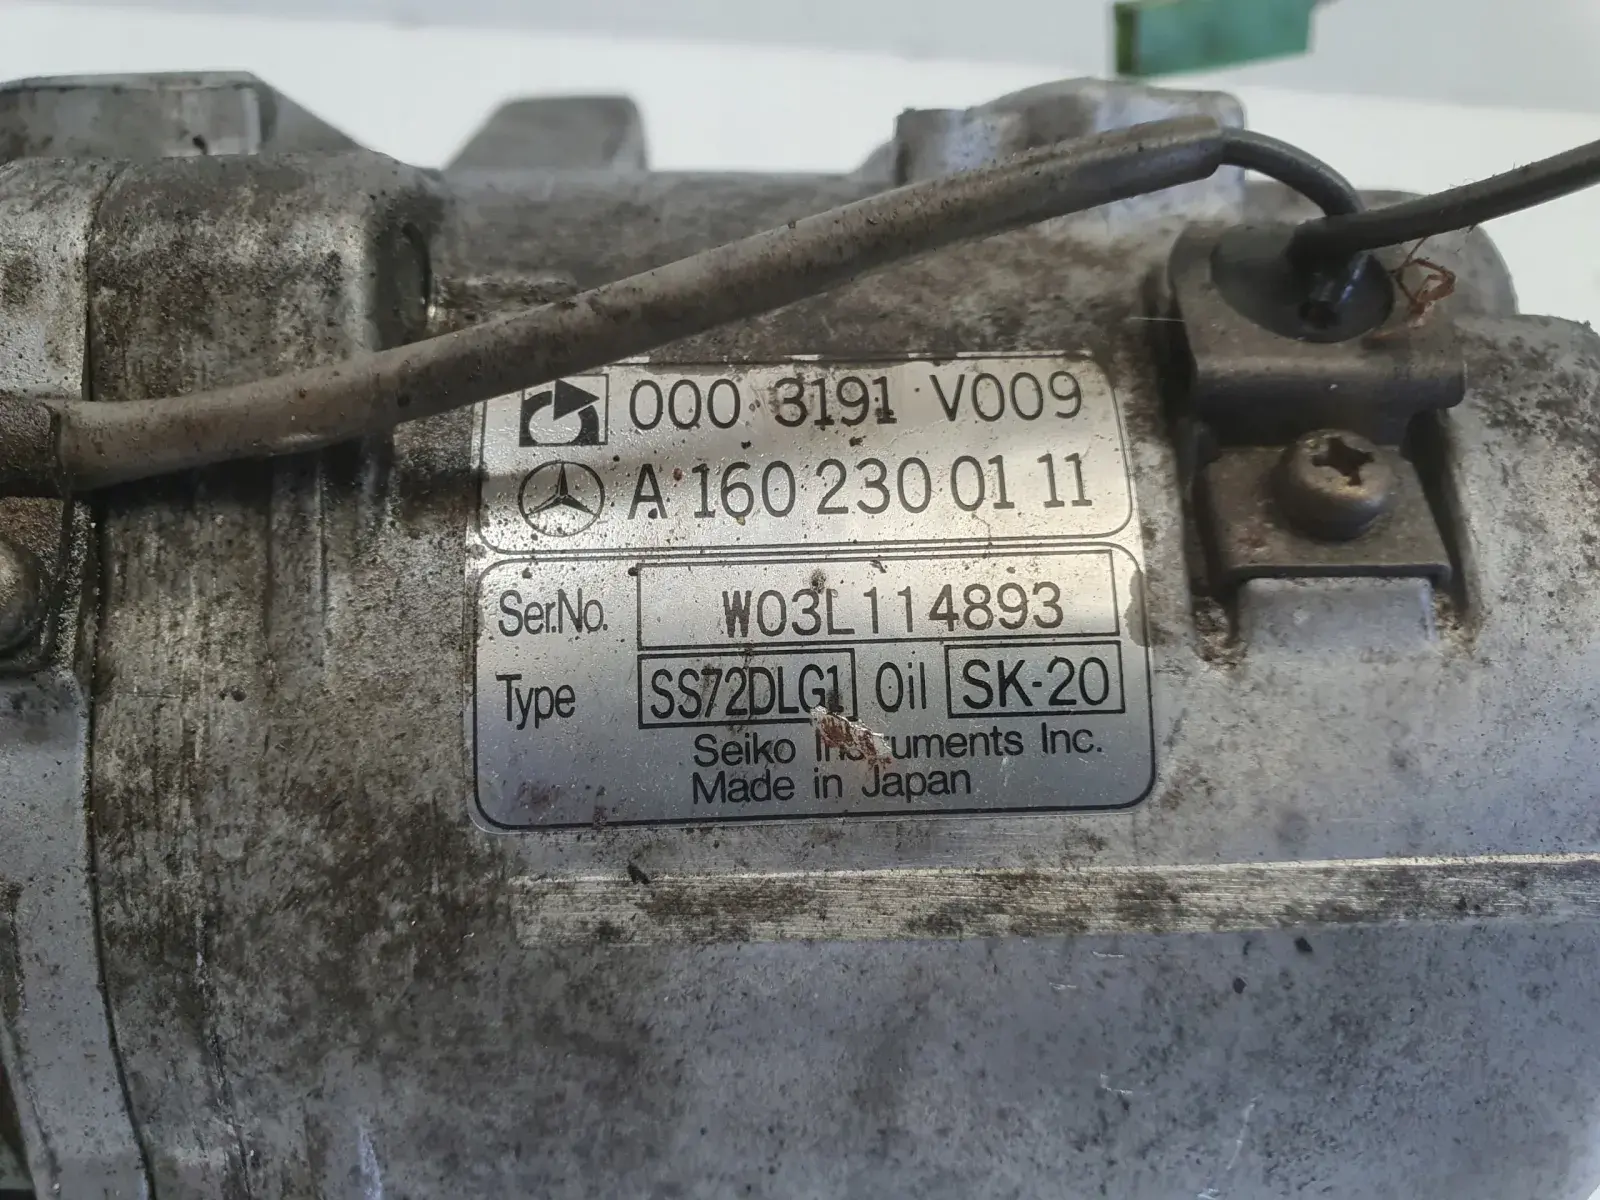 000 3191 V009
A 160 230 01 11
Ser.No. W03L114893
Type SS72DLG1 Oil SK-20
Seiko Inc.
Made in Japan